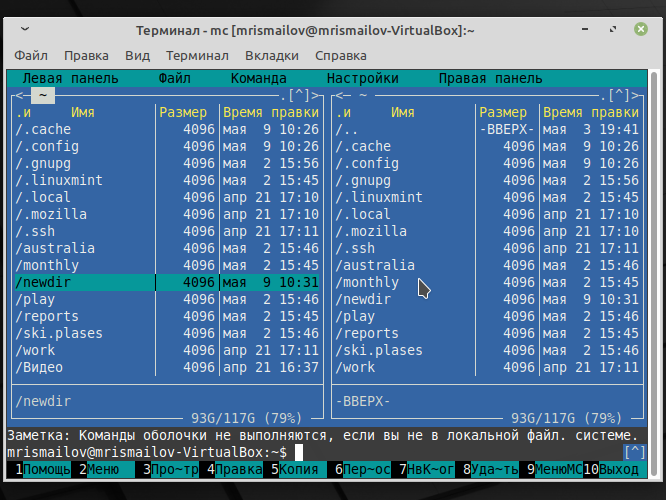 Терминал - mc [mrismailov@mrismailov-VirtualBox]:~
Файл Правка Вид Терминал Вкладки Справка
Левая панель Файл Команда Настройки Правая панель
<─ ~ ─.[^]> <─ ~ ─.[^]>
.и Имя Размер Время правки .и Имя Размер Время правки
/.cache 4096 мая 9 10:26 /.. -ВВЕРХ- мая 3 19:41
/.config 4096 мая 9 10:26 /.cache 4096 мая 9 10:26
/.gnupg 4096 мая 2 15:56 /.config 4096 мая 9 10:26
/.linuxmint 4096 мая 2 15:45 /.gnupg 4096 мая 2 15:56
/.local 4096 апр 21 17:10 /.linuxmint 4096 мая 2 15:45
/.mozilla 4096 апр 21 17:10 /.local 4096 апр 21 17:10
/.ssh 4096 апр 21 17:11 /.mozilla 4096 апр 21 17:10
/australia 4096 мая 2 15:46 /.ssh 4096 апр 21 17:11
/monthly 4096 мая 2 15:45 /australia 4096 мая 2 15:46
/newdir 4096 мая 9 10:31 /monthly 4096 мая 2 15:45
/play 4096 мая 2 15:46 /newdir 4096 мая 9 10:31
/reports 4096 мая 2 15:45 /play 4096 мая 2 15:46
/ski.plases 4096 мая 2 15:46 /reports 4096 мая 2 15:45
/work 4096 апр 21 17:11 /ski.plases 4096 мая 2 15:46
/Видео 4096 апр 21 16:37 /work 4096 апр 21 17:11
/newdir -ВВЕРХ-
93G/117G (79%) 93G/117G (79%)
Заметка: Команды оболочки не выполняются, если вы не в локальной файл. системе.
mrismailov@mrismailov-VirtualBox:~$ [^]
1Помощь 2Меню 3Про~тр 4Правка 5Копия 6Пер~ос 7НвК~ог 8Уда~ть 9МенюMC 10Выход